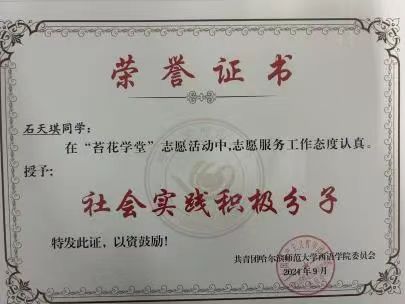 荣誉证书
石天琪同学:
在“苔花学堂”志愿活动中,志愿服务工作态度认真。
授予:
社会实践积极分子
特发此证，以资鼓励!
共青团哈尔滨师范大学西语学院委员会
2024年9月